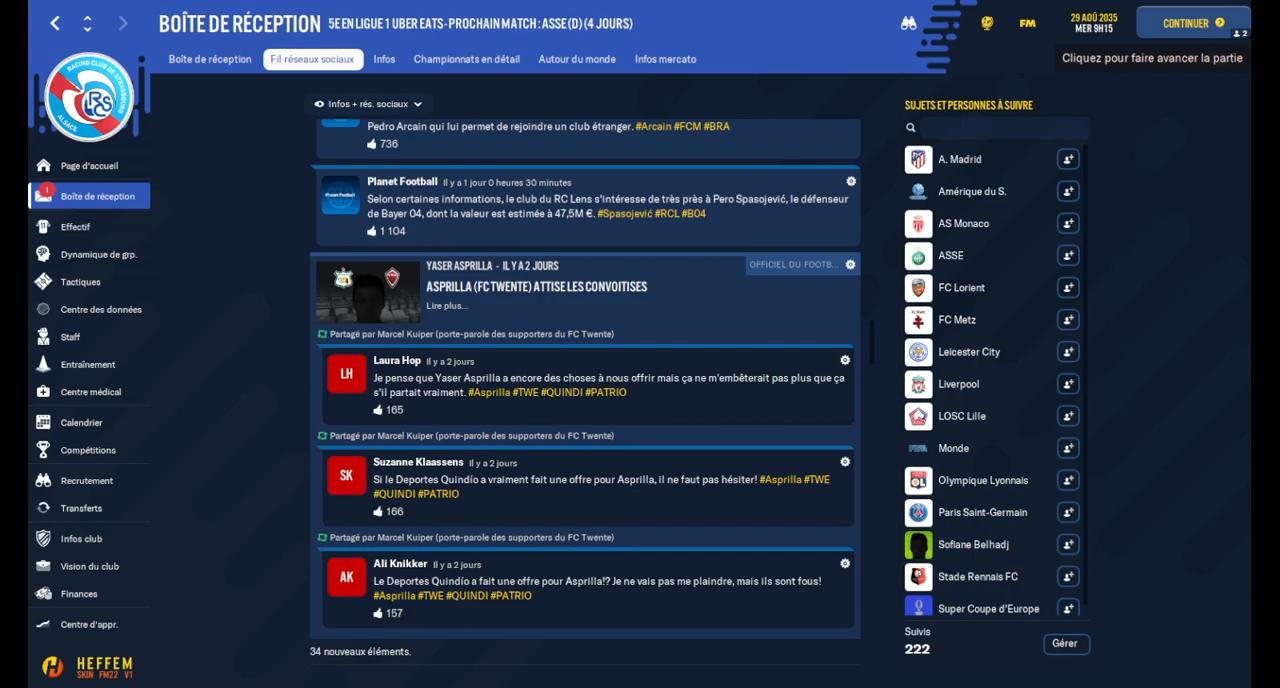 BOÎTE DE RÉCEPTION
5E EN LIGUE 1 UBER EATS - PROCHAIN MATCH : ASSE (D) (4 JOURS)
FM
29 AOÛ 2035
MER 9H15
CONTINUER
2
Cliquez pour faire avancer la partie
Boîte de réception
Fil réseaux sociaux
Infos
Championnats en détail
Autour du monde
Infos mercato
RACING CLUB DE STRASBOURG
RCS
ALSACE
Page d'accueil
1
Boîte de réception
Effectif
Dynamique de grp.
Tactiques
Centre des données
Staff
Entraînement
Centre médical
Calendrier
Compétitions
Recrutement
Transferts
Infos club
Vision du club
Finances
Centre d'appr.
HEFFEM
SKIN FM22 V1
Infos + rés. sociaux
Pedro Arcain qui lui permet de rejoindre un club étranger. #Arcain #FCM #BRA
736
Planet Football
Planet Football Il y a 1 jour 0 heures 30 minutes
Selon certaines informations, le club du RC Lens s'intéresse de très près à Pero Spasojević, le défenseur
de Bayer 04, dont la valeur est estimée à 47,5M €. #Spasojević #RCL #B04
1 104
YASER ASPRILLA - IL Y A 2 JOURS
OFFICIEL DU FOOTB...
ASPRILLA (FC TWENTE) ATTISE LES CONVOITISES
Lire plus...
Partagé par Marcel Kuiper (porte-parole des supporters du FC Twente)
LH
Laura Hop Il y a 2 jours
Je pense que Yaser Asprilla a encore des choses à nous offrir mais ça ne m'embêterait pas plus que ça
s'il partait vraiment. #Asprilla #TWE #QUINDI #PATRIO
165
Partagé par Marcel Kuiper (porte-parole des supporters du FC Twente)
SK
Suzanne Klaassens Il y a 2 jours
Si le Deportes Quindío a vraiment fait une offre pour Asprilla, il ne faut pas hésiter! #Asprilla #TWE
#QUINDI #PATRIO
166
Partagé par Marcel Kuiper (porte-parole des supporters du FC Twente)
AK
Ali Knikker Il y a 2 jours
Le Deportes Quindío a fait une offre pour Asprilla!? Je ne vais pas me plaindre, mais ils sont fous!
#Asprilla #TWE #QUINDI #PATRIO
157
34 nouveaux éléments.
SUJETS ET PERSONNES À SUIVRE
A. Madrid
Amérique du S.
AS Monaco
ASSE
FC Lorient
FC Metz
Leicester City
Liverpool
LOSC Lille
FIFA
Monde
Olympique Lyonnais
Paris Saint-Germain
Sofiane Belhadj
Stade Rennais FC
Super Coupe d'Europe
Suivis
222
Gérer